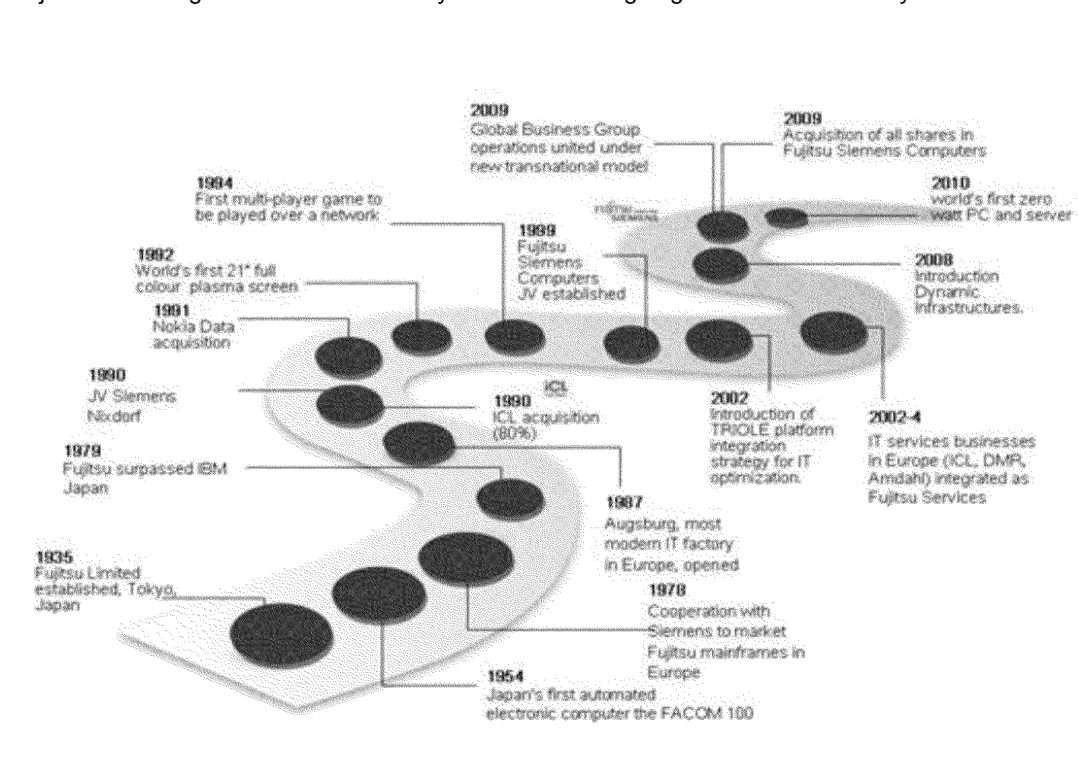 2009
Global Business Group
operations united under
new transnational model
2009
Acquisition of all shares in
Fujitsu Siemens Computers
2010
world's first zero
watt PC and server
1994
First multi-player game to
be played over a network
1999
Fujitsu
Siemens
Computers
JV established
2008
Introduction
Dynamic
Infrastructures.
1992
World's first 21" full
colour plasma screen
1991
Nokia Data
acquisition
1990
JV Siemens
Nixdorf
ICL
1990
ICL acquisition
(80%)
2002
Introduction of
TRIOLE platform
integration
strategy for IT
optimization.
2002-4
IT services businesses
in Europe (ICL, DMR,
Amdahl) integrated as
Fujitsu Services
1979
Fujitsu surpassed IBM
Japan
1987
Augsburg, most
modern IT factory
in Europe, opened
1935
Fujitsu Limited
established, Tokyo,
Japan
1978
Cooperation with
Siemens to market
Fujitsu mainframes in
Europe
1954
Japan's first automated
electronic computer the FACOM 100